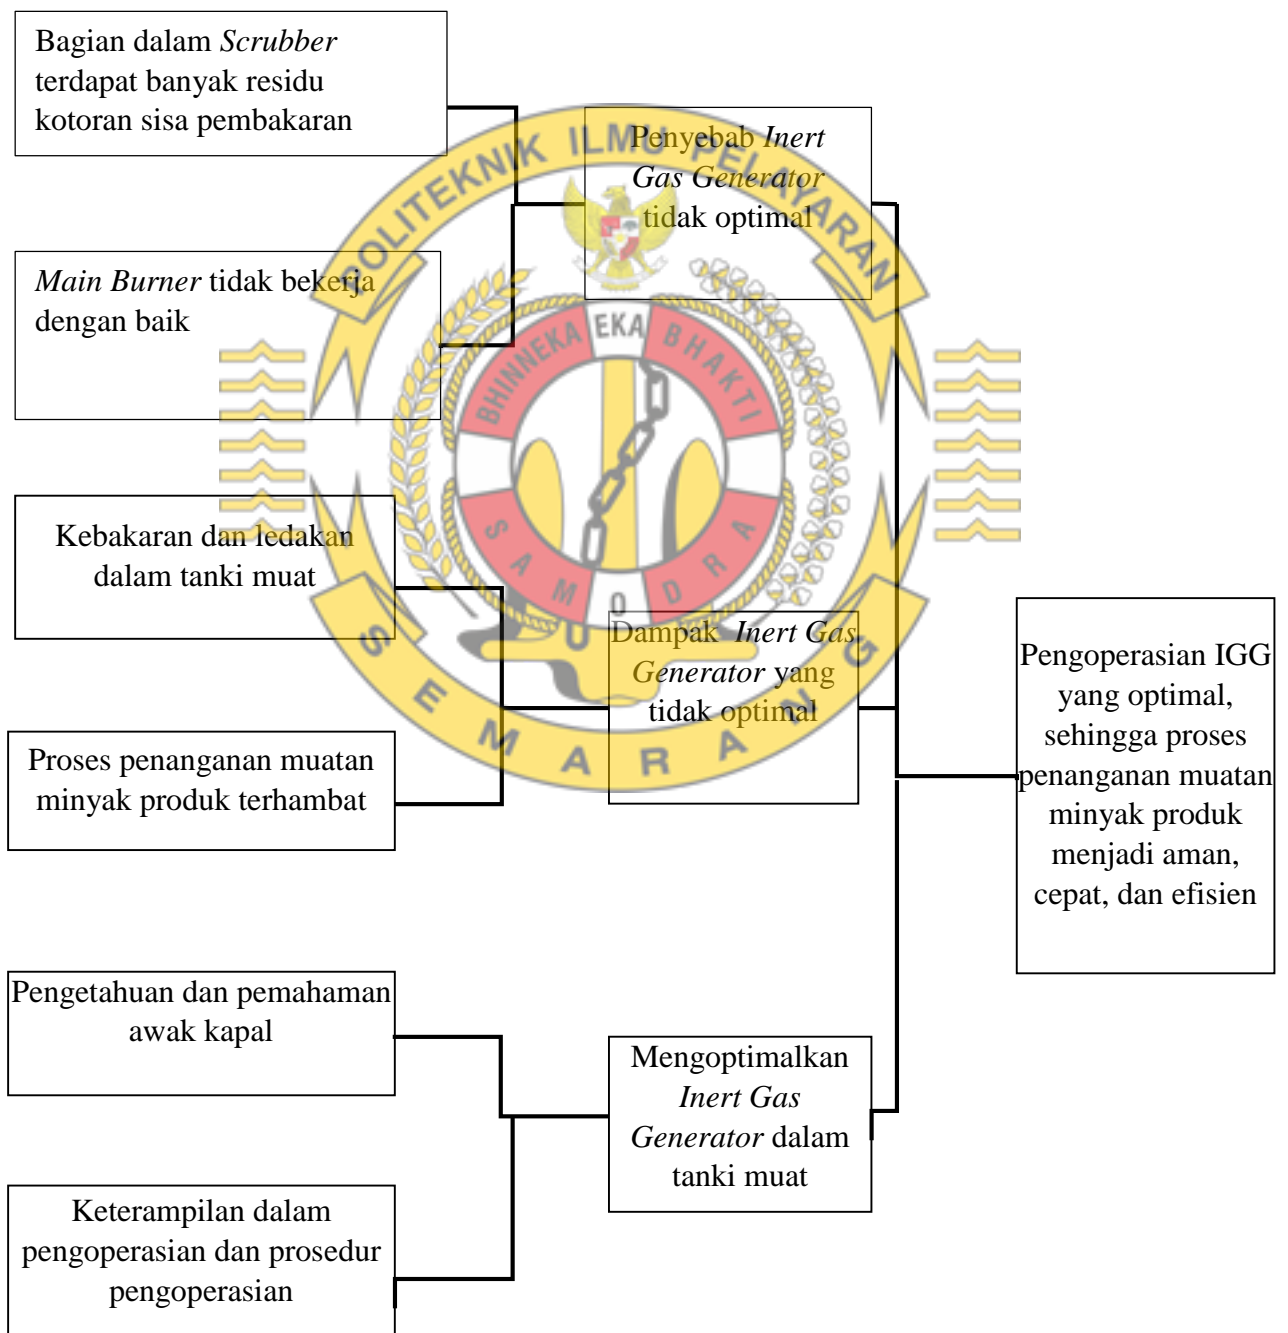 Bagian dalam Scrubber
terdapat banyak residu
kotoran sisa pembakaran
Main Burner tidak bekerja
dengan baik
Penyebab Inert
Gas Generator
tidak optimal
Kebakaran dan ledakan
dalam tanki muat
Proses penanganan muatan
minyak produk terhambat
Dampak Inert Gas
Generator yang
tidak optimal
Pengetahuan dan pemahaman
awak kapal
Keterampilan dalam
pengoperasian dan prosedur
pengoperasian
Mengoptimalkan
Inert Gas
Generator dalam
tanki muat
Pengoperasian IGG
yang optimal,
sehingga proses
penanganan muatan
minyak produk
menjadi aman,
cepat, dan efisien
POLITEKNIK ILMU PELAYARAN
BHINNEKA EKA BHAKTI
SAMODRA
SEMARANG